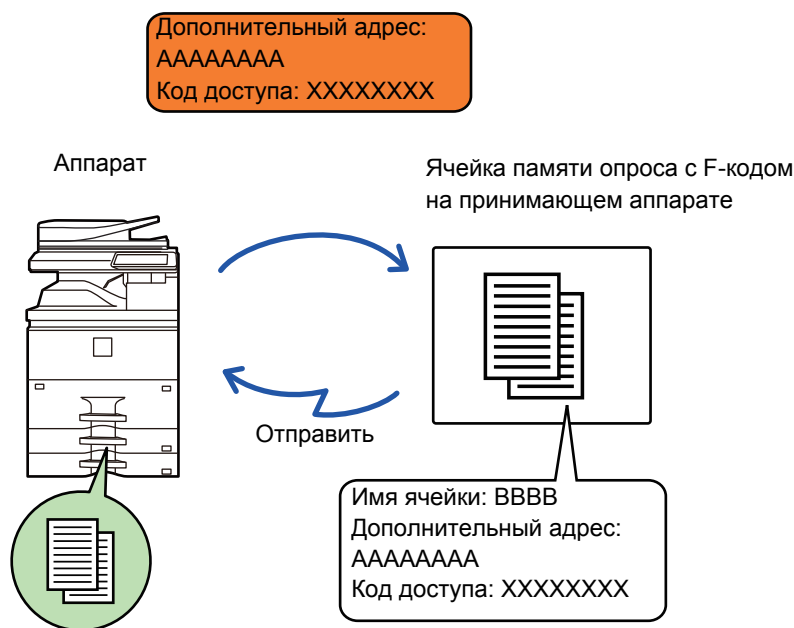 Дополнительный адрес:
AAAAAAAA
Код доступа: XXXXXXXX
Аппарат
Ячейка памяти опроса с F-кодом
на принимающем аппарате
Отправить
Имя ячейки: BBBB
Дополнительный адрес:
AAAAAAAA
Код доступа: XXXXXXXX